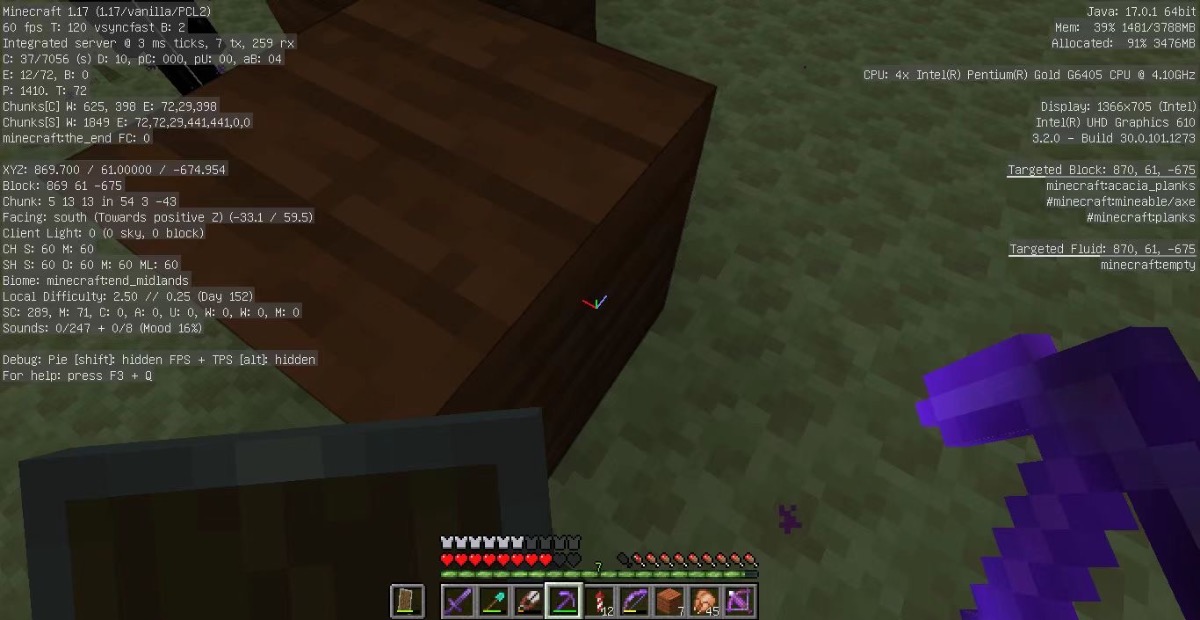 Minecraft 1.17 (1.17/vanilla/PCL2)
60 fps T: 120 vsyncfast B: 2
Integrated server @ 3 ms ticks, 7 tx, 259 rx
C: 37/7056 (s) D: 10, pC: 000, pU: 00, aB: 04
E: 12/72, B: 0
P: 1410. T: 72
Chunks[C] W: 625, 398 E: 72,29,398
Chunks[S] W: 1849 E: 72,72,29,441,441,0,0
minecraft:the_end FC: 0
XYZ: 869.700 / 61.00000 / -674.954
Block: 869 61 -675
Chunk: 5 13 13 in 54 3 -43
Facing: south (Towards positive Z) (-33.1 / 59.5)
Client Light: 0 (0 sky, 0 block)
CH S: 60 M: 60
SH S: 60 O: 60 M: 60 ML: 60
Biome: minecraft:end_midlands
Local Difficulty: 2.50 // 0.25 (Day 152)
SC: 289, M: 71, C: 0, A: 0, U: 0, W: 0, W: 0, M: 0
Sounds: 0/247 + 0/8 (Mood 16%)
Debug: Pie [shift]: hidden FPS + TPS [alt]: hidden
For help: press F3 + Q
Java: 17.0.1 64bit
Mem: 39% 1481/3788MB
Allocated: 91% 3476MB
CPU: 4x Intel(R) Pentium(R) Gold G6405 CPU @ 4.10GHz
Display: 1366x705 (Intel)
Intel(R) UHD Graphics 610
3.2.0 - Build 30.0.101.1273
Targeted Block: 870, 61, -675
minecraft:acacia_planks
#minecraft:mineable/axe
#minecraft:planks
Targeted Fluid: 870, 61, -675
minecraft:empty
7
12
7
45